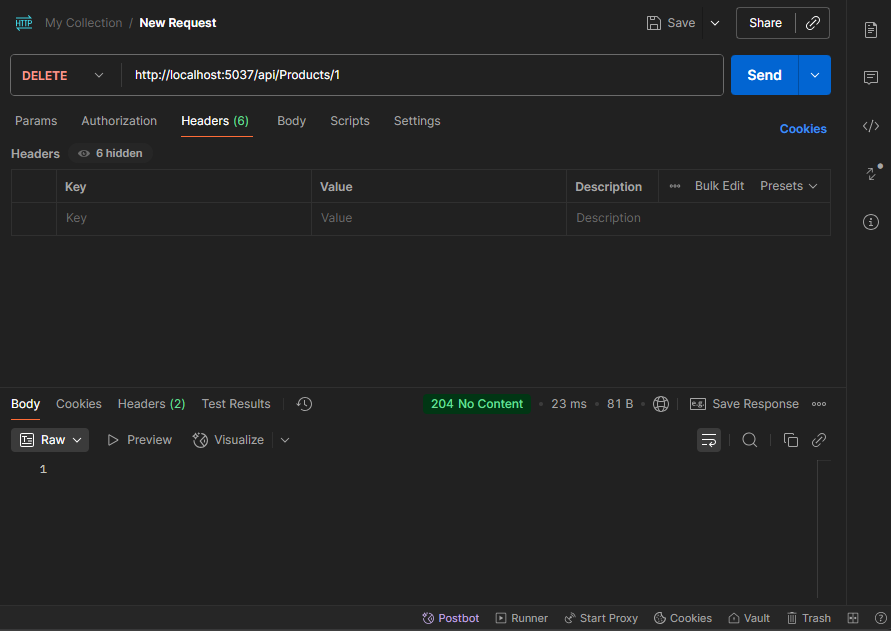 HTTP My Collection / New Request Save Share
DELETE http://localhost:5037/api/Products/1 Send
Params Authorization Headers (6) Body Scripts Settings Cookies
Headers 6 hidden
Key Value Description Bulk Edit Presets
Key Value Description
Body Cookies Headers (2) Test Results 204 No Content • 23 ms • 81 B • e.g. Save Response
Raw Preview Visualize
1
Postbot Runner Start Proxy Cookies Vault Trash